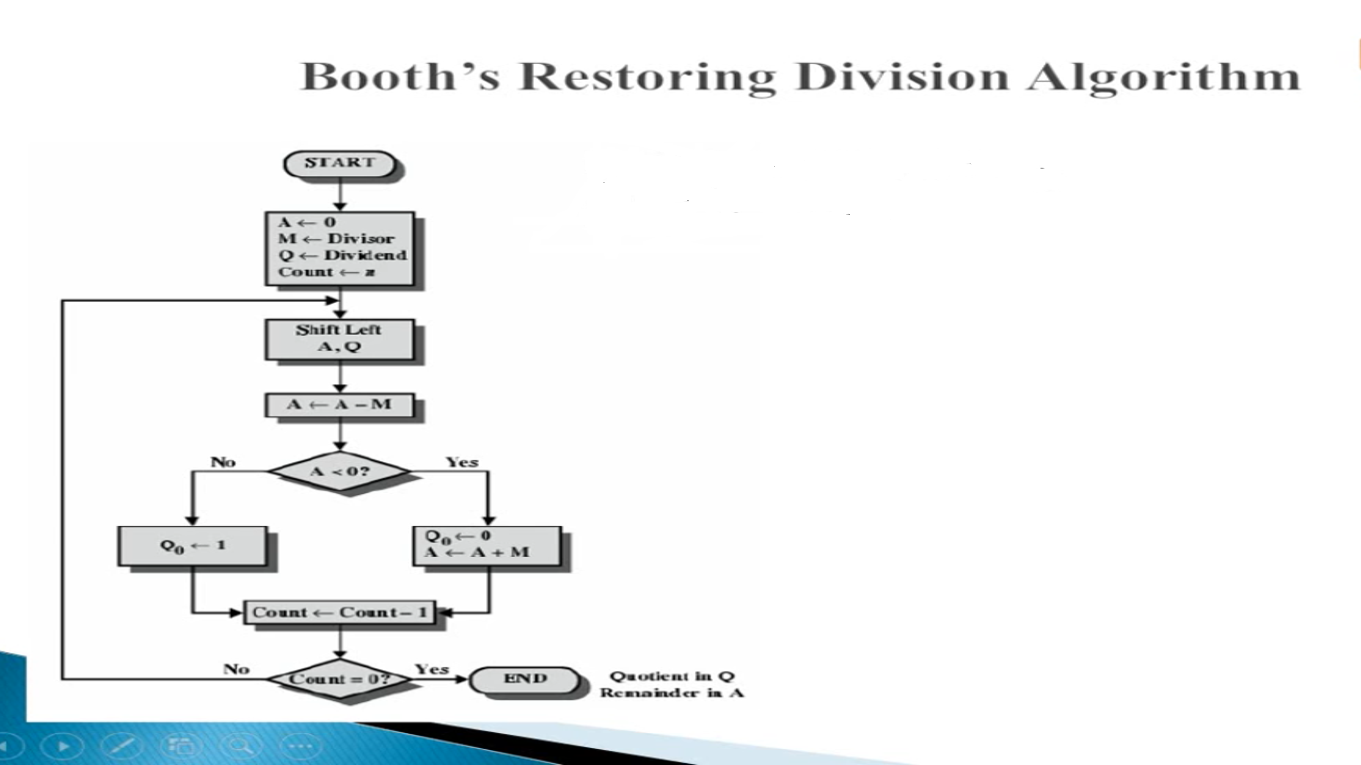 Booth's Restoring Division Algorithm
START
A ← 0
M ← Divisor
Q ← Dividend
Count ← n
Shift Left
A, Q
A ← A – M
No
A < 0?
Yes
Q₀ ← 1
Q₀ ← 0
A ← A + M
Count ← Count – 1
No
Count = 0?
Yes
END
Quotient in Q
Remainder in A